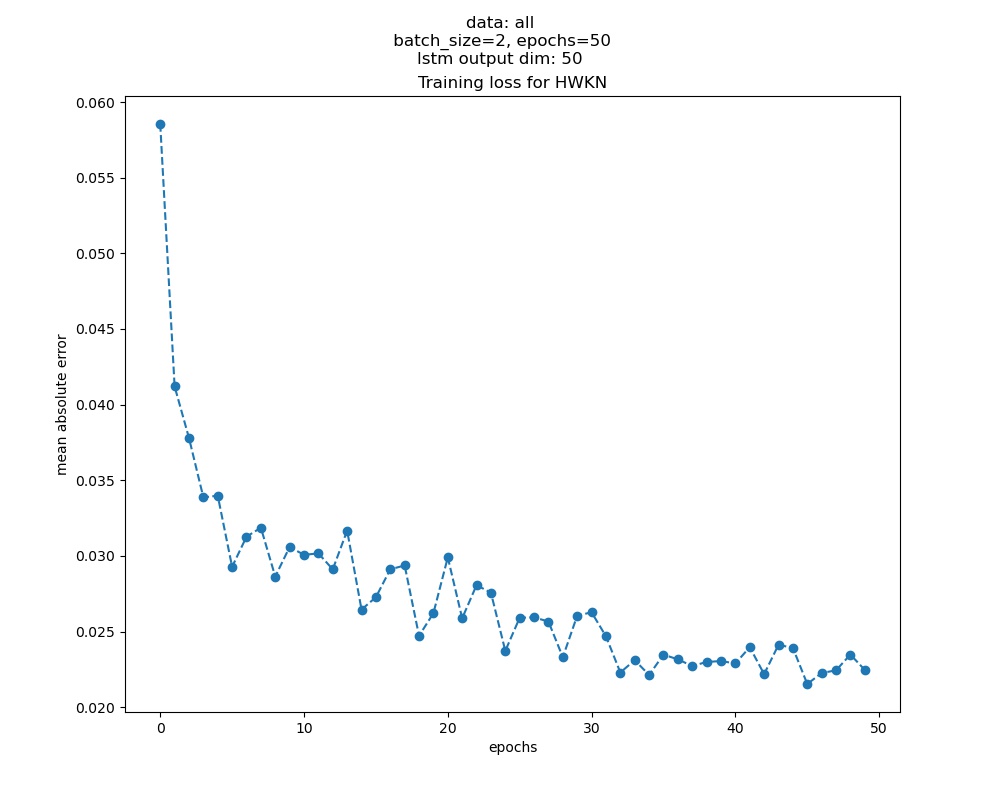 data: all
batch_size=2, epochs=50
lstm output dim: 50
Training loss for HWKN
0.060
0.055
0.050
0.045
0.040
0.035
0.030
0.025
0.020
mean absolute error
0 10 20 30 40 50
epochs